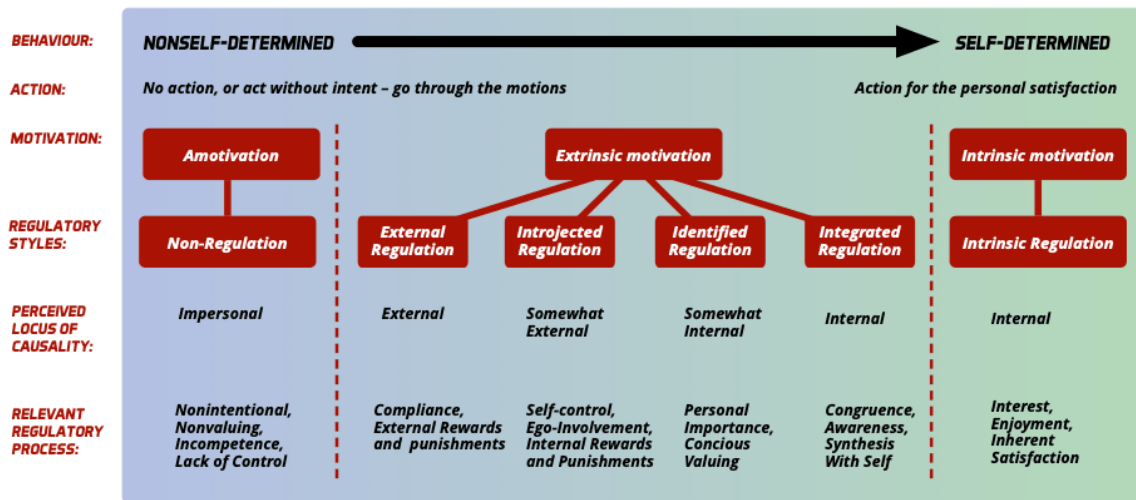 BEHAVIOUR: NONSELF-DETERMINED SELF-DETERMINED
ACTION: No action, or act without intent – go through the motions Action for the personal satisfaction
MOTIVATION: Amotivation Extrinsic motivation Intrinsic motivation
REGULATORY
STYLES:
Non-Regulation
External
Regulation
Introjected
Regulation
Identified
Regulation
Integrated
Regulation
Intrinsic Regulation
PERCEIVED
LOCUS OF
CAUSALITY:
Impersonal
External
Somewhat
External
Somewhat
Internal
Internal
Internal
RELEVANT
REGULATORY
PROCESS:
Nonintentional,
Nonvaluing,
Incompetence,
Lack of Control
Compliance,
External Rewards
and punishments
Self-control,
Ego-Involvement,
Internal Rewards
and Punishments
Personal
Importance,
Concious
Valuing
Congruence,
Awareness,
Synthesis
With Self
Interest,
Enjoyment,
Inherent
Satisfaction